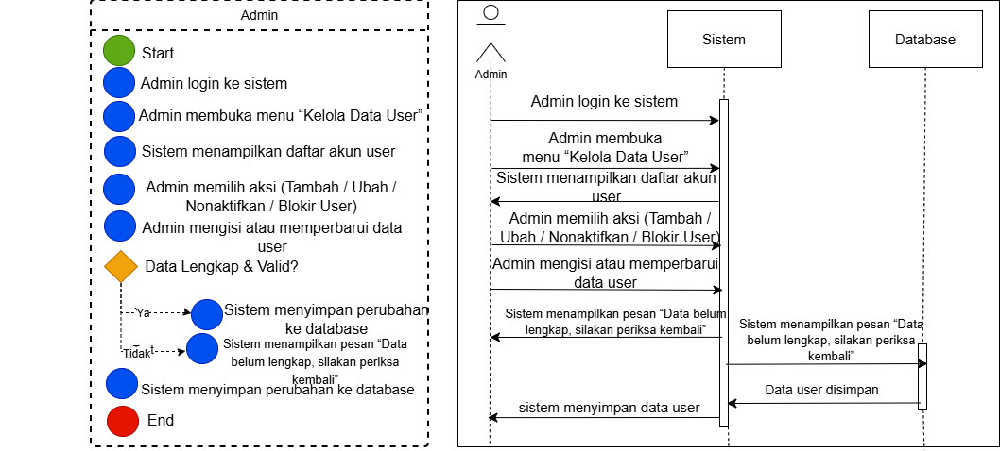 Admin
Start
Admin login ke sistem
Admin membuka menu “Kelola Data User”
Sistem menampilkan daftar akun user
Admin memilih aksi (Tambah / Ubah /
Nonaktifkan / Blokir User)
Admin mengisi atau memperbarui data
user
Data Lengkap & Valid?
Ya
Sistem menyimpan perubahan
ke database
Tidak
Sistem menampilkan pesan “Data
belum lengkap, silakan periksa
kembali”
Sistem menyimpan perubahan ke database
End
Admin
Sistem
Database
Admin login ke sistem
Admin membuka
menu “Kelola Data User”
Sistem menampilkan daftar akun
user
Admin memilih aksi (Tambah /
Ubah / Nonaktifkan / Blokir User)
Admin mengisi atau memperbarui
data user
Sistem menampilkan pesan “Data belum
lengkap, silakan periksa kembali”
Sistem menampilkan pesan “Data
belum lengkap, silakan periksa
kembali”
Data user disimpan
sistem menyimpan data user